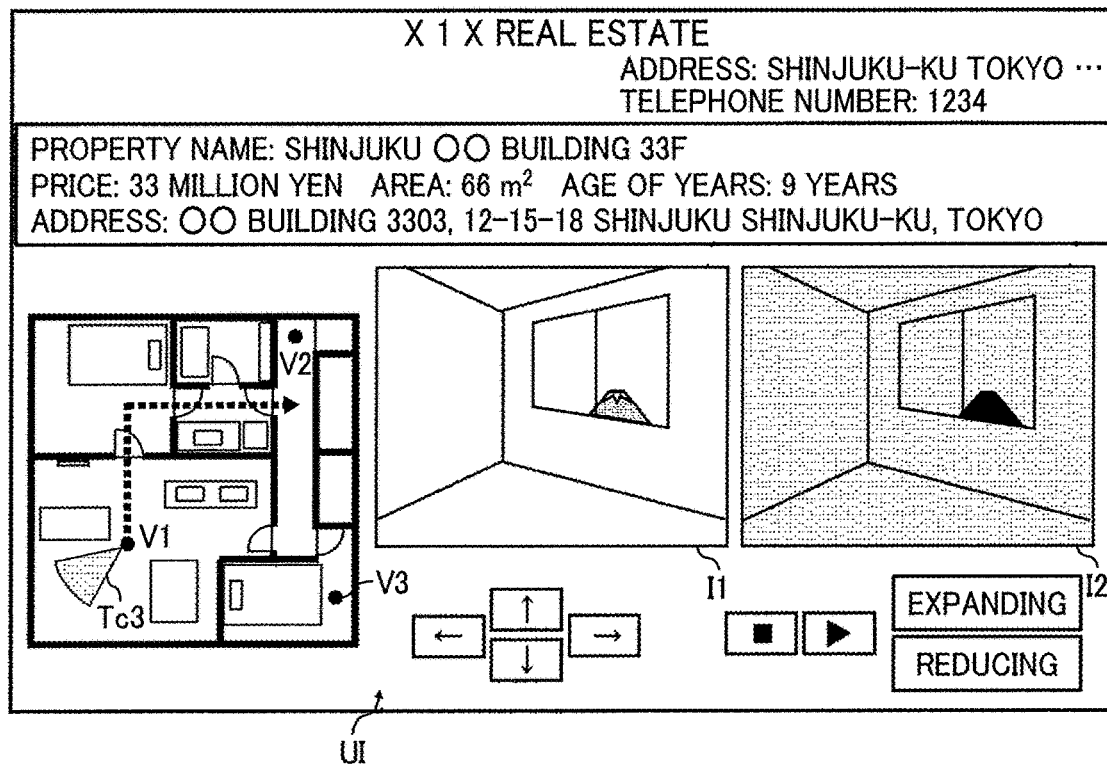 X 1 X REAL ESTATE
ADDRESS: SHINJUKU-KU TOKYO ···
TELEPHONE NUMBER: 1234
PROPERTY NAME: SHINJUKU ○○ BUILDING 33F
PRICE: 33 MILLION YEN AREA: 66 m² AGE OF YEARS: 9 YEARS
ADDRESS: ○○ BUILDING 3303, 12-15-18 SHINJUKU SHINJUKU-KU, TOKYO
V2
V1
V3
Tc3
I1
I2
← ↑ ↓ →
■ ▶
EXPANDING
REDUCING
UI